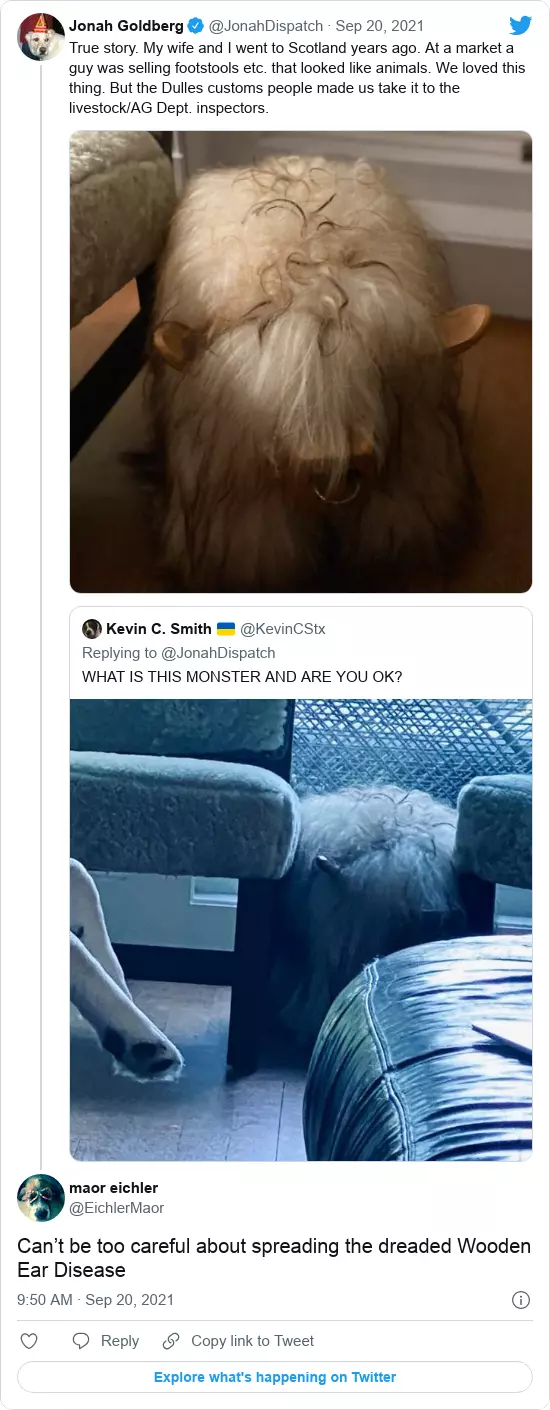 Jonah Goldberg @JonahDispatch · Sep 20, 2021
True story. My wife and I went to Scotland years ago. At a market a
guy was selling footstools etc. that looked like animals. We loved this
thing. But the Dulles customs people made us take it to the
livestock/AG Dept. inspectors.
Kevin C. Smith 🇺🇦 @KevinCStx
Replying to @JonahDispatch
WHAT IS THIS MONSTER AND ARE YOU OK?
maor eichler
@EichlerMaor
Can’t be too careful about spreading the dreaded Wooden
Ear Disease
9:50 AM · Sep 20, 2021
Reply Copy link to Tweet
Explore what's happening on Twitter